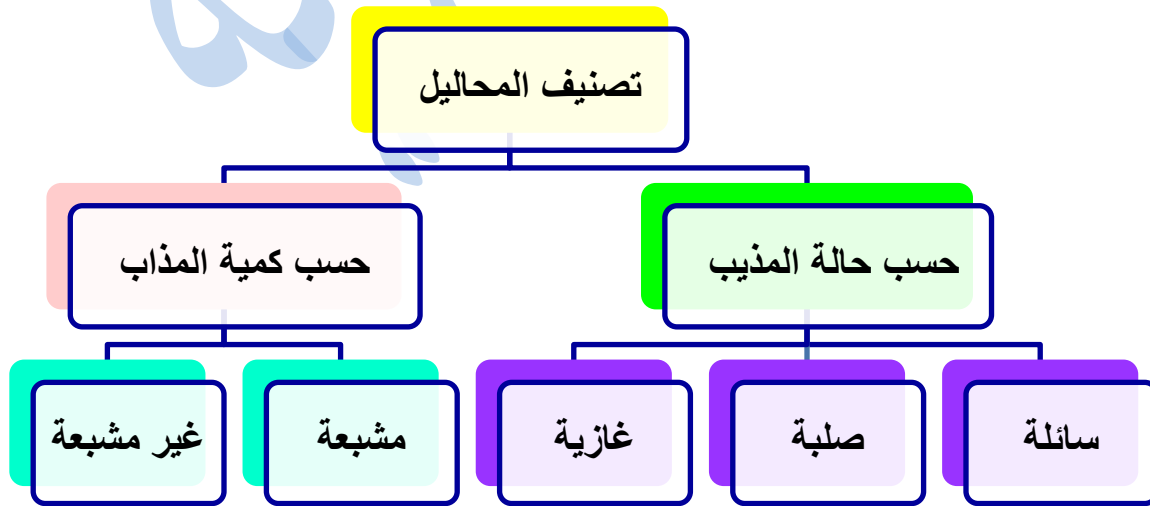 تصنيف المحاليل
حسب حالة المذيب
حسب كمية المذاب
سائلة
صلبة
غازية
مشبعة
غير مشبعة